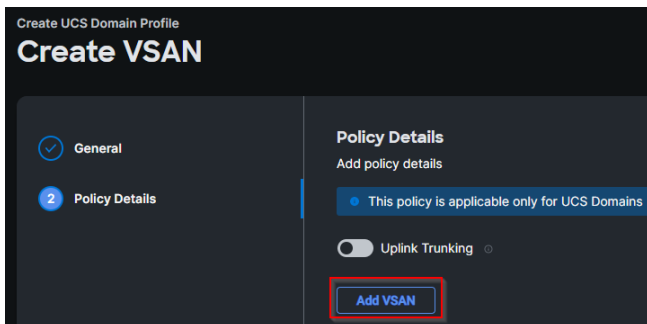 Create UCS Domain Profile
Create VSAN
General
2 Policy Details
Policy Details
Add policy details
This policy is applicable only for UCS Domains
Uplink Trunking
Add VSAN